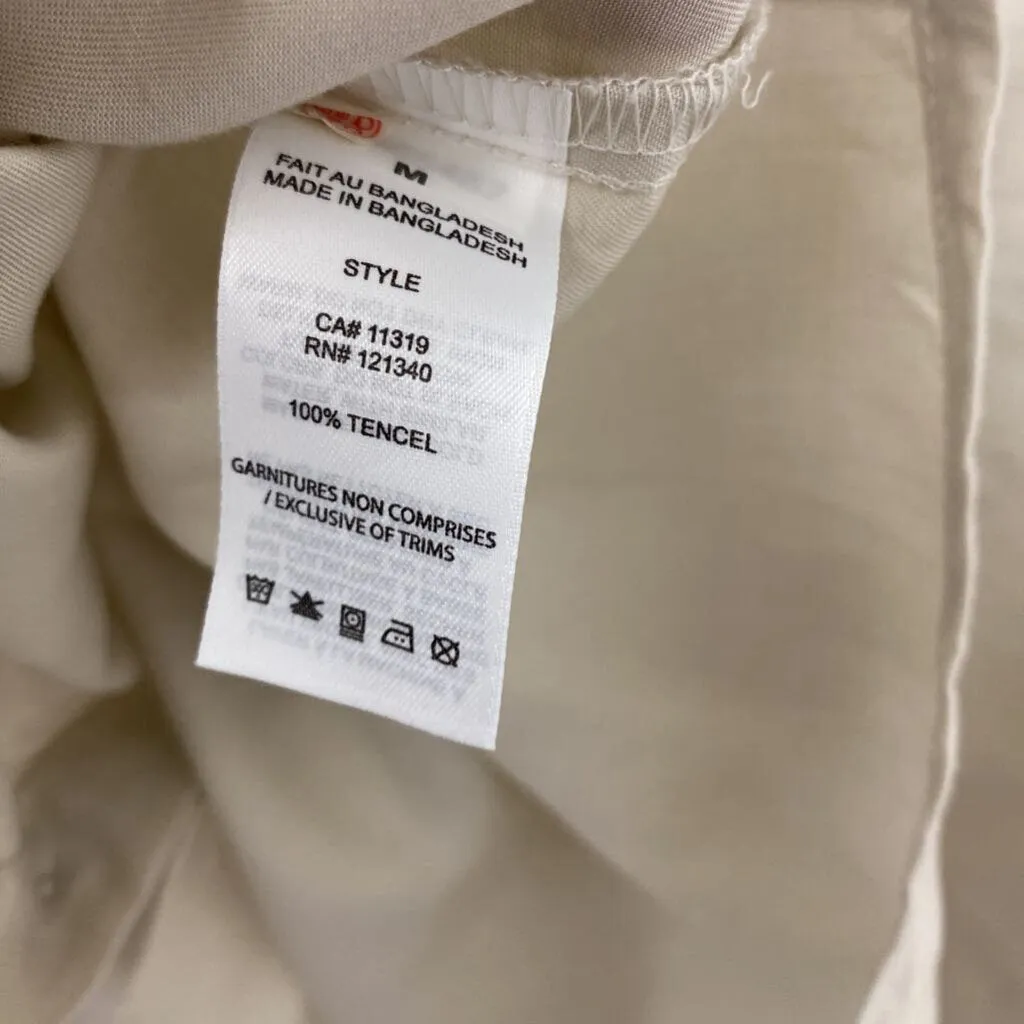 M
FAIT AU BANGLADESH
MADE IN BANGLADESH
STYLE
CA# 11319
RN# 121340
100% TENCEL
GARNITURES NON COMPRISES
/ EXCLUSIVE OF TRIMS